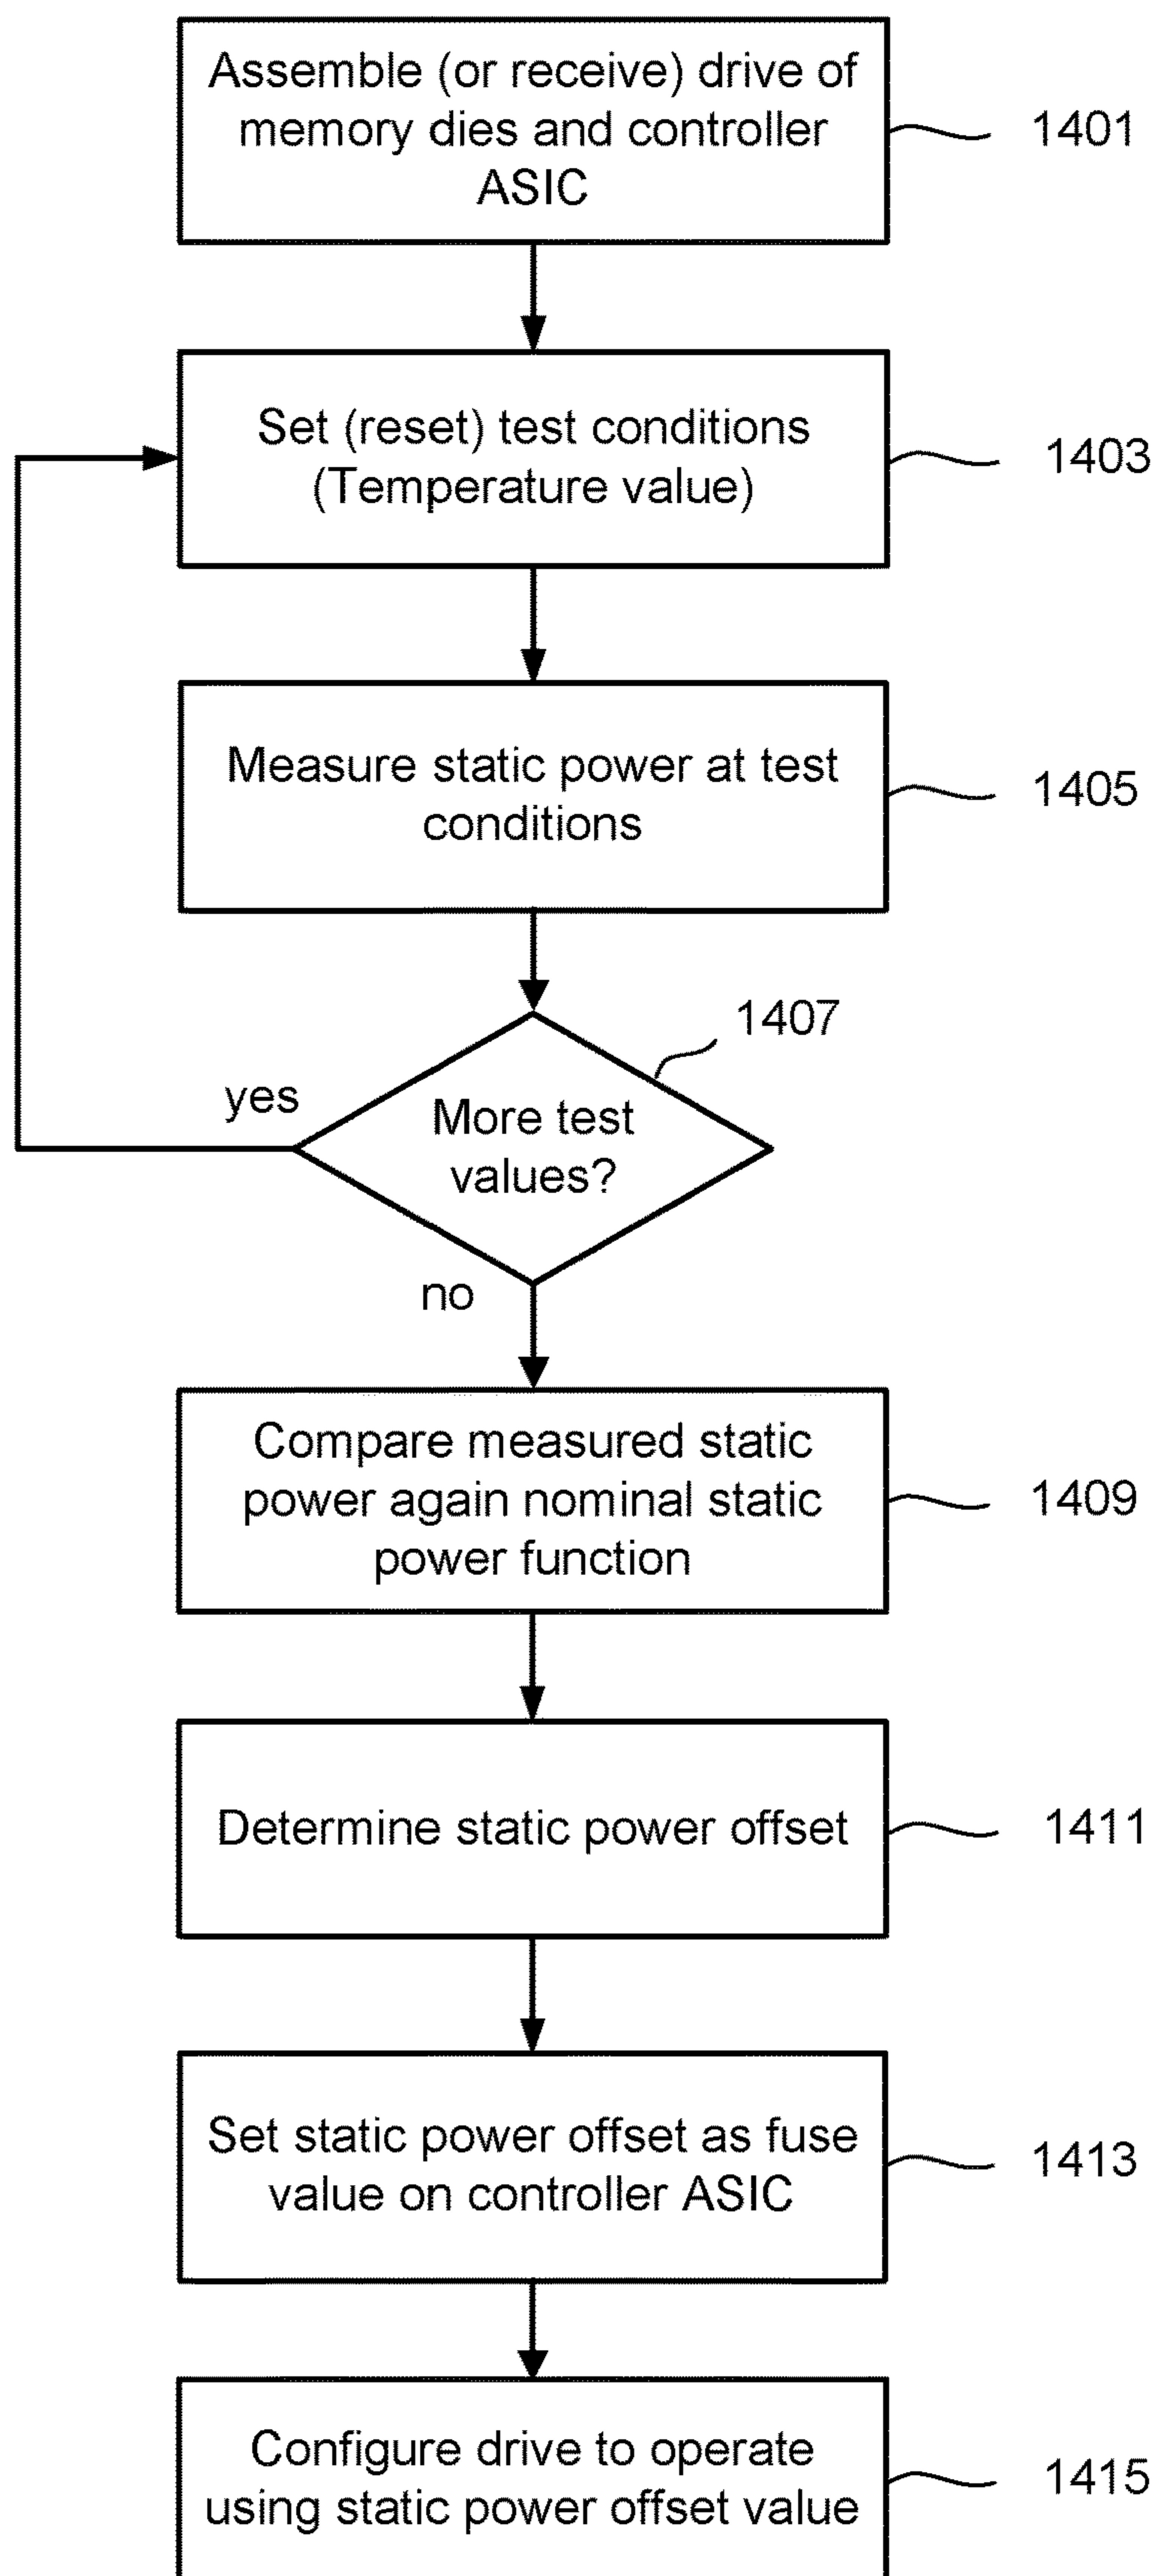 Assemble (or receive) drive of
memory dies and controller
ASIC
1401
Set (reset) test conditions
(Temperature value)
1403
Measure static power at test
conditions
1405
1407
yes
More test
values?
no
Compare measured static
power again nominal static
power function
1409
Determine static power offset
1411
Set static power offset as fuse
value on controller ASIC
1413
Configure drive to operate
using static power offset value
1415